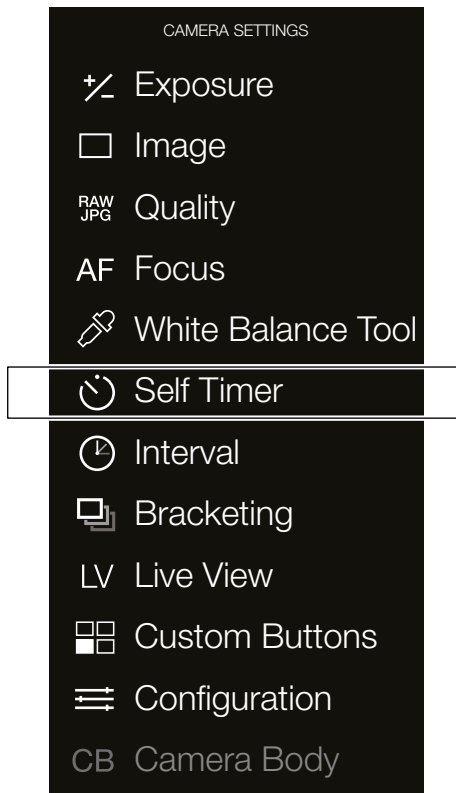 CAMERA SETTINGS
Exposure
Image
RAW
JPG Quality
AF Focus
White Balance Tool
Self Timer
Interval
Bracketing
LV Live View
Custom Buttons
Configuration
CB Camera Body